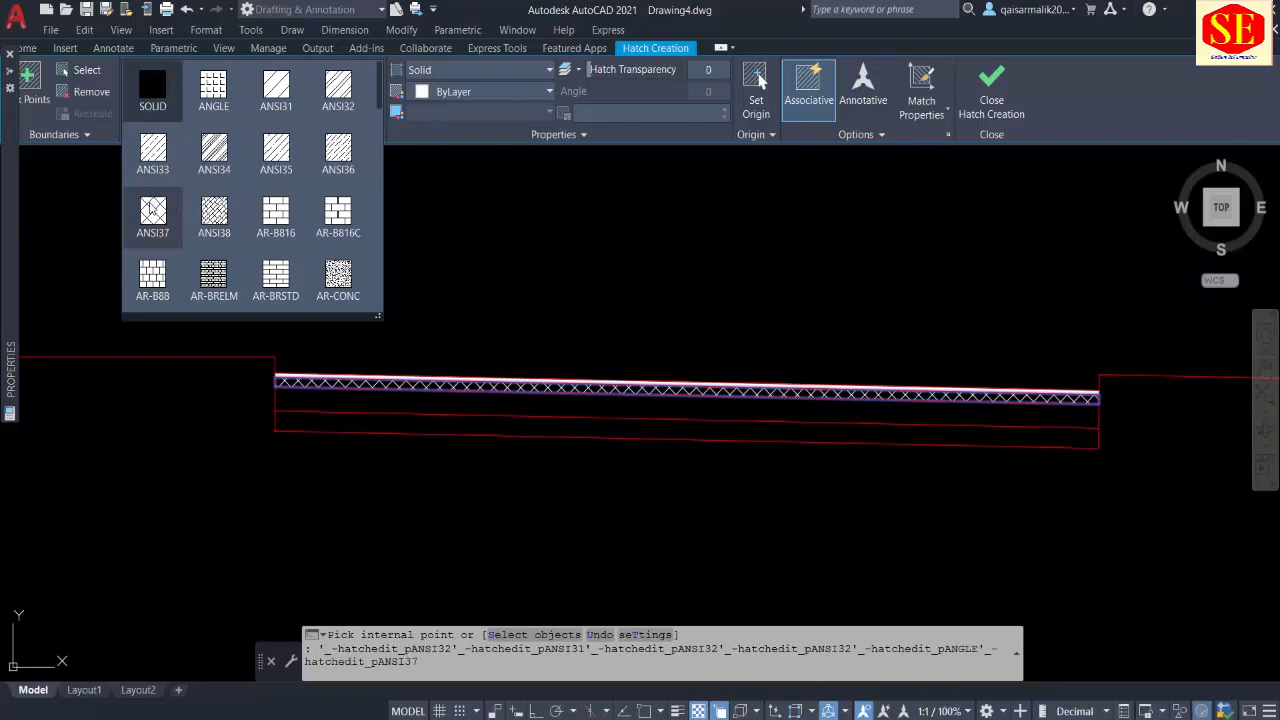 Drafting & Annotation
Autodesk AutoCAD 2021 Drawing4.dwg
Type a keyword or phrase
qaisarmalik20...
SE
File Edit View Insert Format Tools Draw Dimension Modify Parametric Window Help Express
ome Insert Annotate Parametric View Manage Output Add-ins Collaborate Express Tools Featured Apps Hatch Creation
Points
Select
Remove
Recreate
Boundaries
SOLID ANGLE ANSI31 ANSI32
ANSI33 ANSI34 ANSI35 ANSI36
ANSI37 ANSI38 AR-B816 AR-B816C
AR-B88 AR-BRELM AR-BRSTD AR-CONC
Solid
ByLayer
Hatch Transparency 0
Angle 0
Properties
Set
Origin
Origin
Associative
Annotative
Match
Properties
Options
Close
Hatch Creation
Close
N
W TOP E
S
WCS
PROPERTIES
Y
X
Pick internal point or [Select objects Undo seTtings]
: '_-hatchedit_pANSI32'_-hatchedit_pANSI31'_-hatchedit_pANSI32'_-hatchedit_pANSI32'_-hatchedit_pANGLE'_-
hatchedit_pANSI37
Model Layout1 Layout2 +
MODEL 1:1 / 100% Decimal